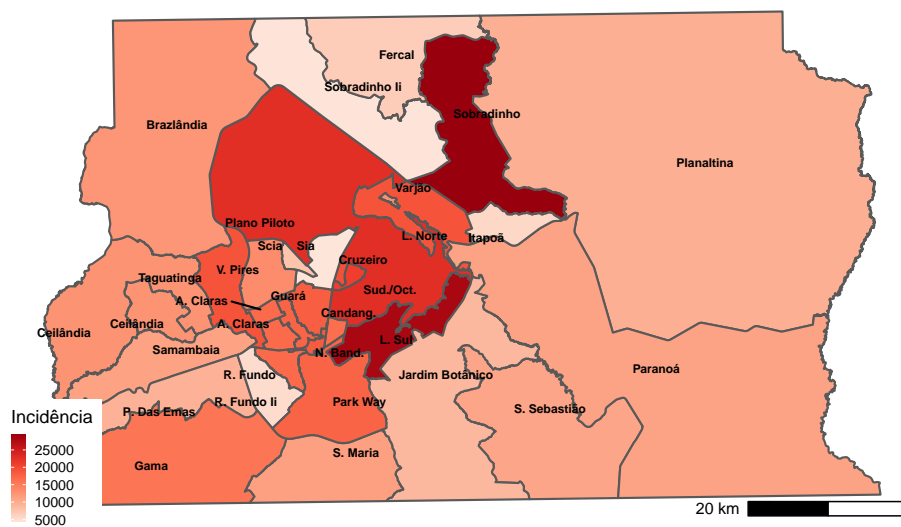 Fercal
Sobradinho Ii
Sobradinho
Brazlândia
Planaltina
Varjão
Plano Piloto
L. Norte
Itapoã
Scia
Sia
Cruzeiro
V. Pires
Taguatinga
Sud./Oct.
Guará
A. Claras
Candang.
Ceilândia
A. Claras
Ceilândia
L. Sul
Samambaia
N. Band.
Paranoá
R. Fundo
Jardim Botânico
R. Fundo Ii
Park Way
P. Das Emas
S. Sebastião
S. Maria
Gama
Incidência
25000
20000
15000
10000
5000
20 km